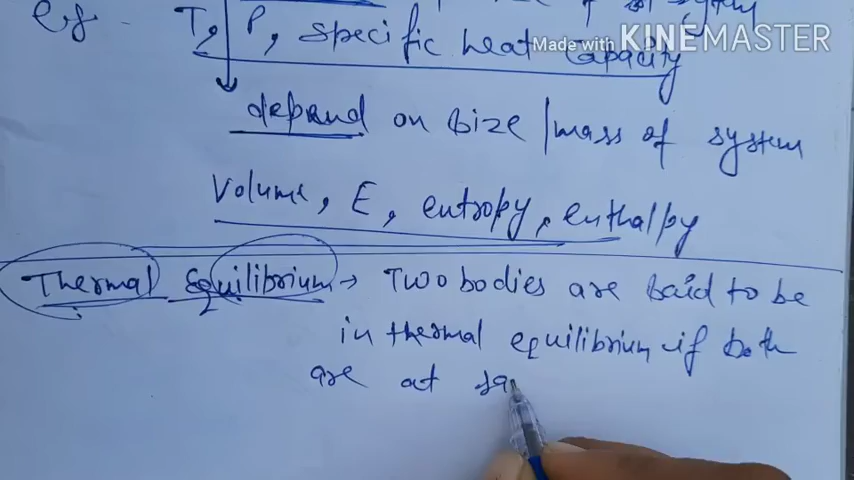 eg - T, P, specific heat capacity
Made with KINEMASTER
depend on size / mass of system
Volume, E, entropy, enthalpy
Thermal Equilibrium → Two bodies are said to be
in thermal equilibrium if both
are at sa